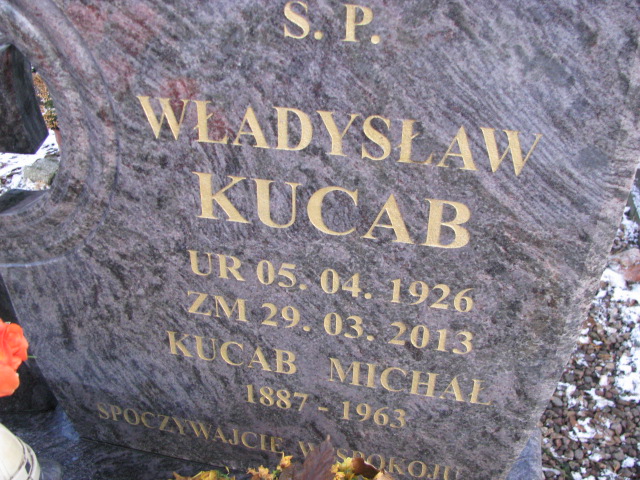 S. P.
WŁADYSŁAW
KUCAB
UR 05. 04. 1926
ZM 29. 03. 2013
KUCAB MICHAŁ
1887 - 1963
SPOCZYWAJCIE W SPOKOJU